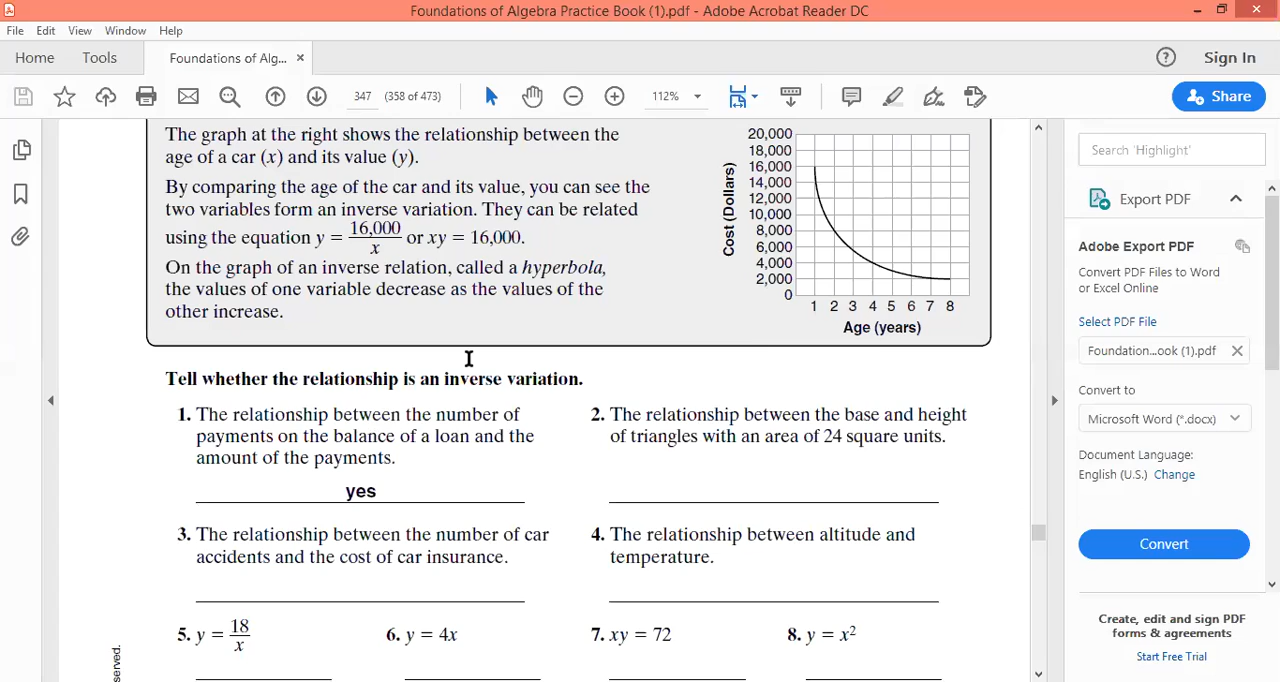 Foundations of Algebra Practice Book (1).pdf - Adobe Acrobat Reader DC
File Edit View Window Help
Home Tools Foundations of Alg... × Sign In
347 (358 of 473) 112% Share
The graph at the right shows the relationship between the
age of a car (x) and its value (y).
By comparing the age of the car and its value, you can see the
two variables form an inverse variation. They can be related
using the equation y = 16,000/x or xy = 16,000.
On the graph of an inverse relation, called a hyperbola,
the values of one variable decrease as the values of the
other increase.
Cost (Dollars)
20,000
18,000
16,000
14,000
12,000
10,000
8,000
6,000
4,000
2,000
0
1 2 3 4 5 6 7 8
Age (years)
Tell whether the relationship is an inverse variation.
1. The relationship between the number of
payments on the balance of a loan and the
amount of the payments.
yes
2. The relationship between the base and height
of triangles with an area of 24 square units.
3. The relationship between the number of car
accidents and the cost of car insurance.
4. The relationship between altitude and
temperature.
5. y = 18/x 6. y = 4x 7. xy = 72 8. y = x²
served.
Search 'Highlight'
Export PDF
Adobe Export PDF
Convert PDF Files to Word
or Excel Online
Select PDF File
Foundation...ook (1).pdf ×
Convert to
Microsoft Word (*.docx)
Document Language:
English (U.S.) Change
Convert
Create, edit and sign PDF
forms & agreements
Start Free Trial